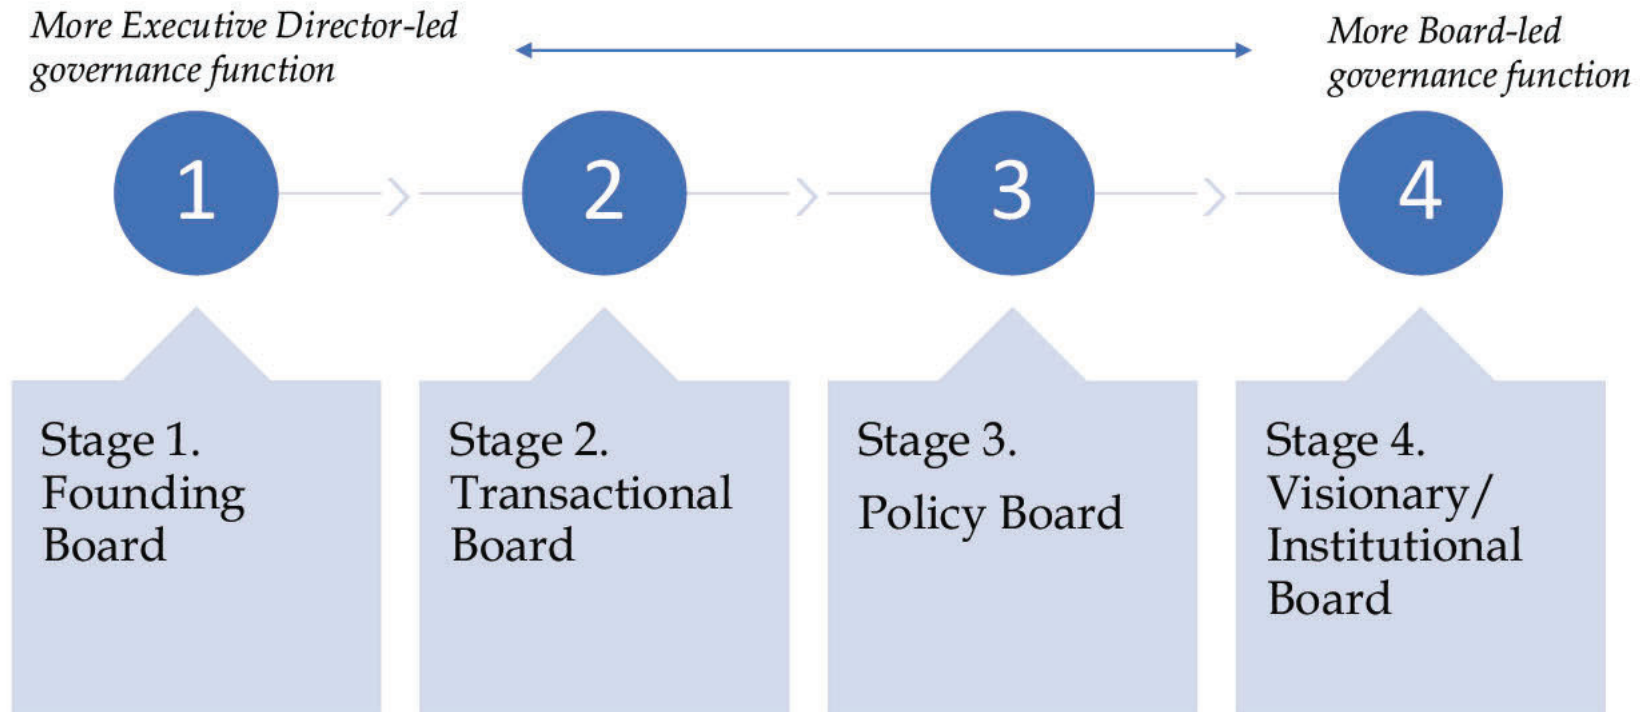 More Executive Director-led
governance function
More Board-led
governance function
1
2
3
4
Stage 1.
Founding
Board
Stage 2.
Transactional
Board
Stage 3.
Policy Board
Stage 4.
Visionary/
Institutional
Board